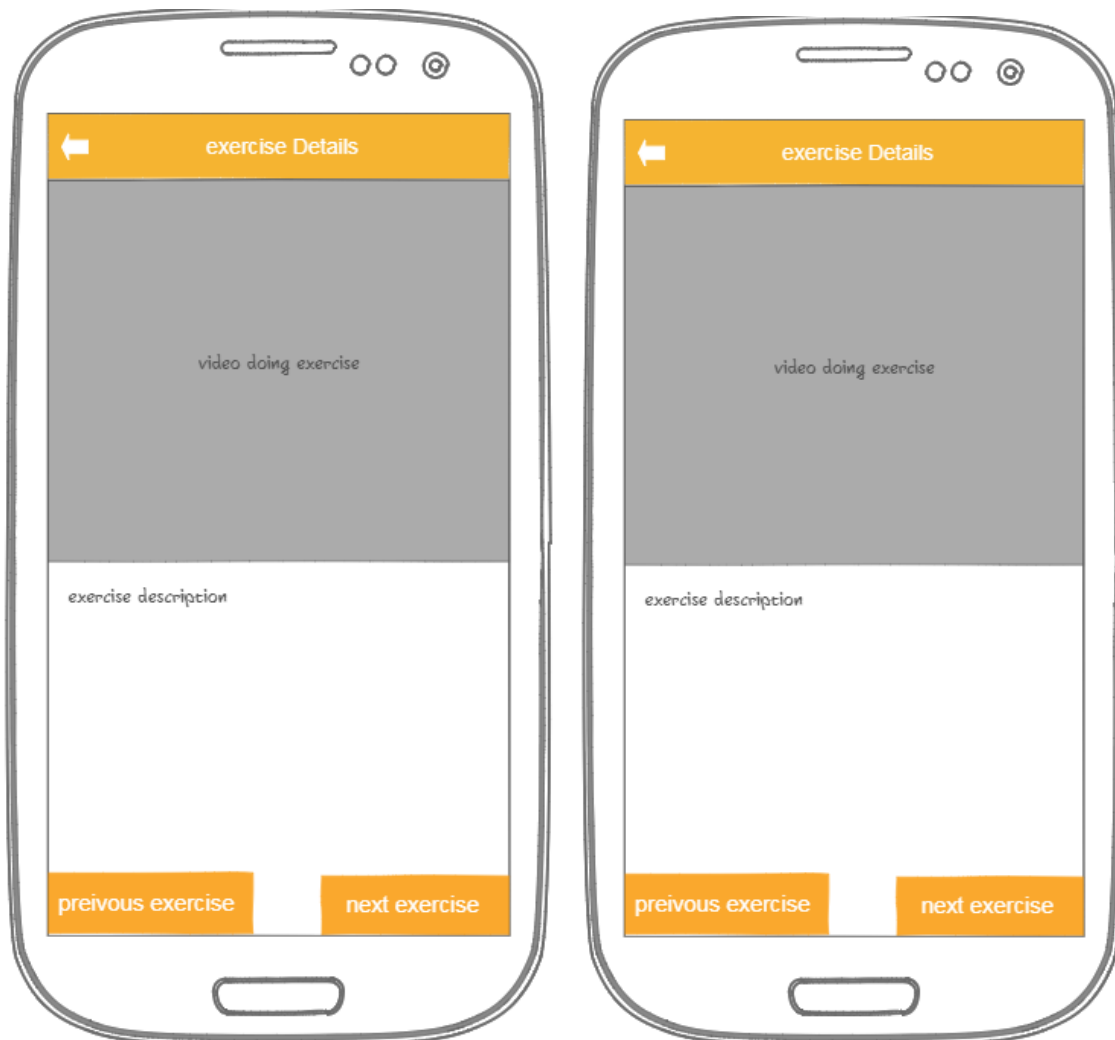 exercise Details
video doing exercise
exercise description
preivous exercise
next exercise
exercise Details
video doing exercise
exercise description
preivous exercise
next exercise